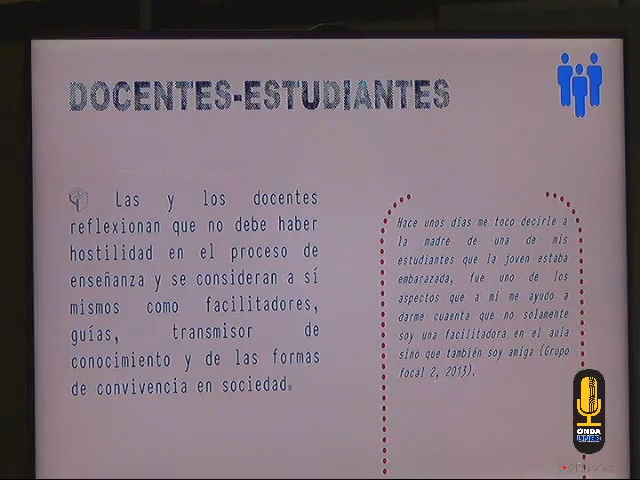 DOCENTES-ESTUDIANTES
Las y los docentes
reflexionan que no debe haber
hostilidad en el proceso de
enseñanza y se consideran a sí
mismos como facilitadores,
guías, transmisor de
conocimiento y de las formas
de convivencia en sociedad.
Hace unos días me toco decirle a
la madre de una de mis
estudiantes que la joven estaba
embarazada, fue uno de los
aspectos que a mi me ayudo a
darme cuenta que no solamente
soy una facilitadora en el aula
sino que también soy amiga (Grupo
focal 2, 2013).
ONDA
UNED